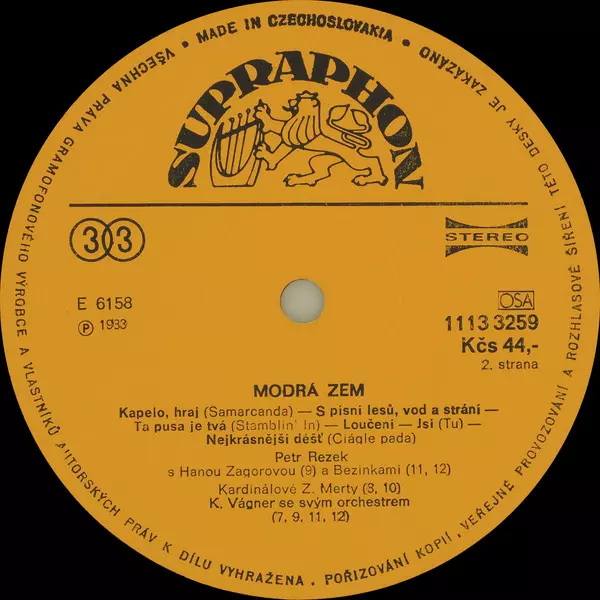 VŠECHNA PRÁVA GRAMOFONOVÉHO VÝROBCE A VLASTNÍKŮ AUTORSKÝCH PRÁV K DÍLU VYHRAŽENA . POŘIZOVÁNÍ KOPIÍ, VEŘEJNÉ PROVOZOVÁNÍ A ROZHLASOVÉ ŠÍŘENÍ TÉTO DESKY JE ZAKÁZÁNO
• MADE IN CZECHOSLOVAKIA •
SUPRAPHON
33
STEREO
E 6158
℗ 1983
OSA
1113 3259
Kčs 44,-
2. strana
MODRÁ ZEM
Kapelo, hraj (Samarcanda) — S písní lesů, vod a strání —
Ta pusa je tvá (Stamblin' In) — Loučení — Jsi (Tu) —
Nejkrásnější déšť (Ciągle pada)
Petr Rezek
s Hanou Zagorovou (9) a Bezinkami (11, 12)
Kardinálové Z. Merty (3, 10)
K. Vágner se svým orchestrem
(7, 9, 11, 12)